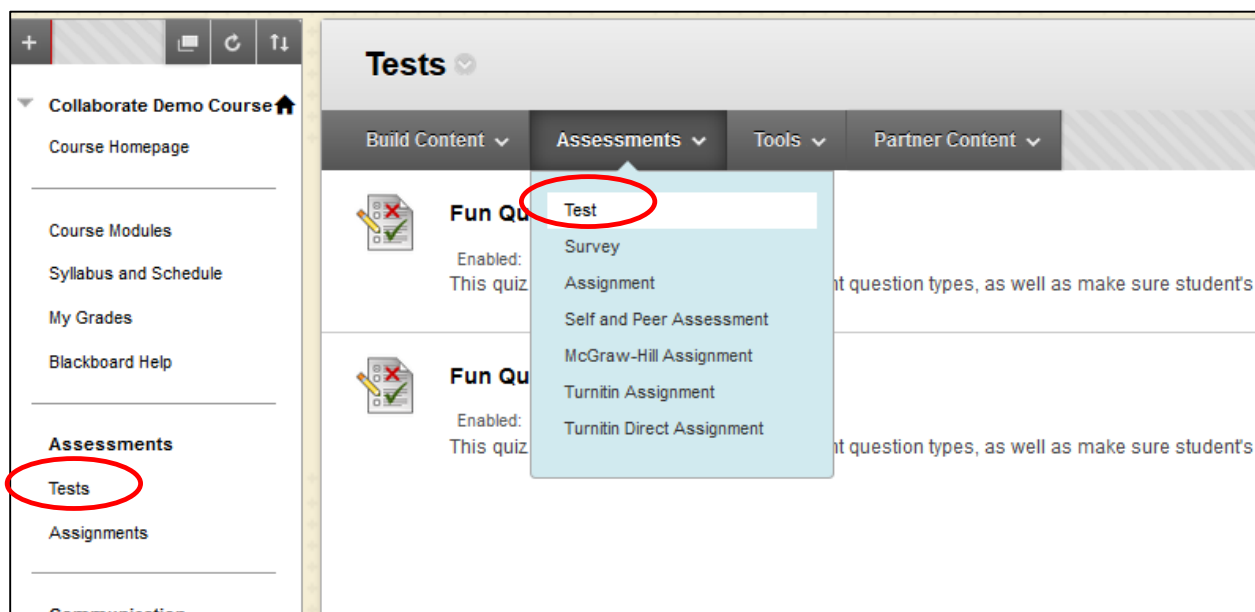 Collaborate Demo Course
Course Homepage
Course Modules
Syllabus and Schedule
My Grades
Blackboard Help
Assessments
Tests
Assignments
Tests
Build Content Assessments Tools Partner Content
Test
Survey
Assignment
Self and Peer Assessment
McGraw-Hill Assignment
Turnitin Assignment
Turnitin Direct Assignment
Fun Qu
Enabled:
This quiz question types, as well as make sure student's
Fun Qu
Enabled:
This quiz question types, as well as make sure student's